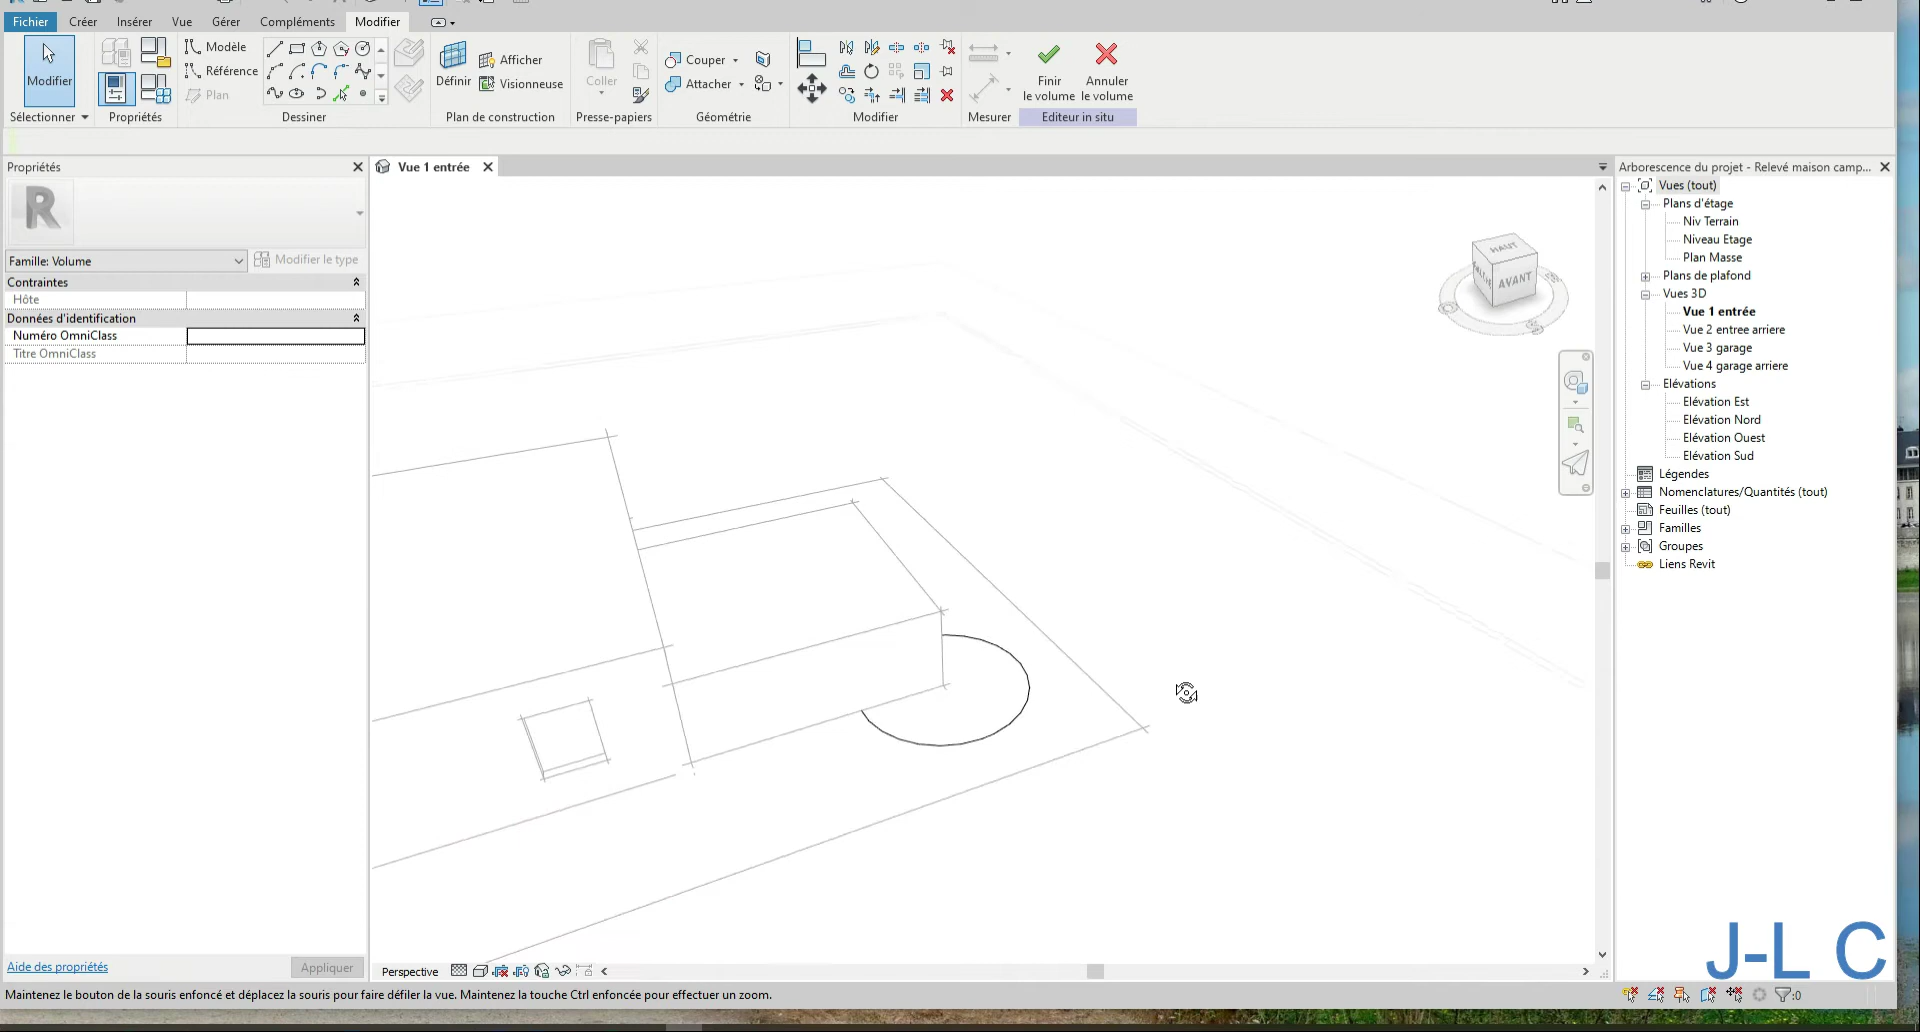 Fichier Créer Insérer Vue Gérer Compléments Modifier
Modifier
Modèle
Référence
Plan
Définir
Afficher
Visionneuse
Coller
Couper
Attacher
Finir
le volume
Annuler
le volume
Sélectionner Propriétés Dessiner Plan de construction Presse-papiers Géométrie Modifier Mesurer Editeur in situ
Propriétés
R
Famille: Volume
Modifier le type
Contraintes
Hôte
Données d'identification
Numéro OmniClass
Titre OmniClass
Aide des propriétés
Appliquer
Vue 1 entrée
HAUT
AVANT
Perspective
Arborescence du projet - Relevé maison camp...
Vues (tout)
Plans d'étage
Niv Terrain
Niveau Etage
Plan Masse
Plans de plafond
Vues 3D
Vue 1 entrée
Vue 2 entree arriere
Vue 3 garage
Vue 4 garage arriere
Elévations
Elévation Est
Elévation Nord
Elévation Ouest
Elévation Sud
Légendes
Nomenclatures/Quantités (tout)
Feuilles (tout)
Familles
Groupes
Liens Revit
J-L C
Maintenez le bouton de la souris enfoncé et déplacez la souris pour faire défiler la vue. Maintenez la touche Ctrl enfoncée pour effectuer un zoom.
:0